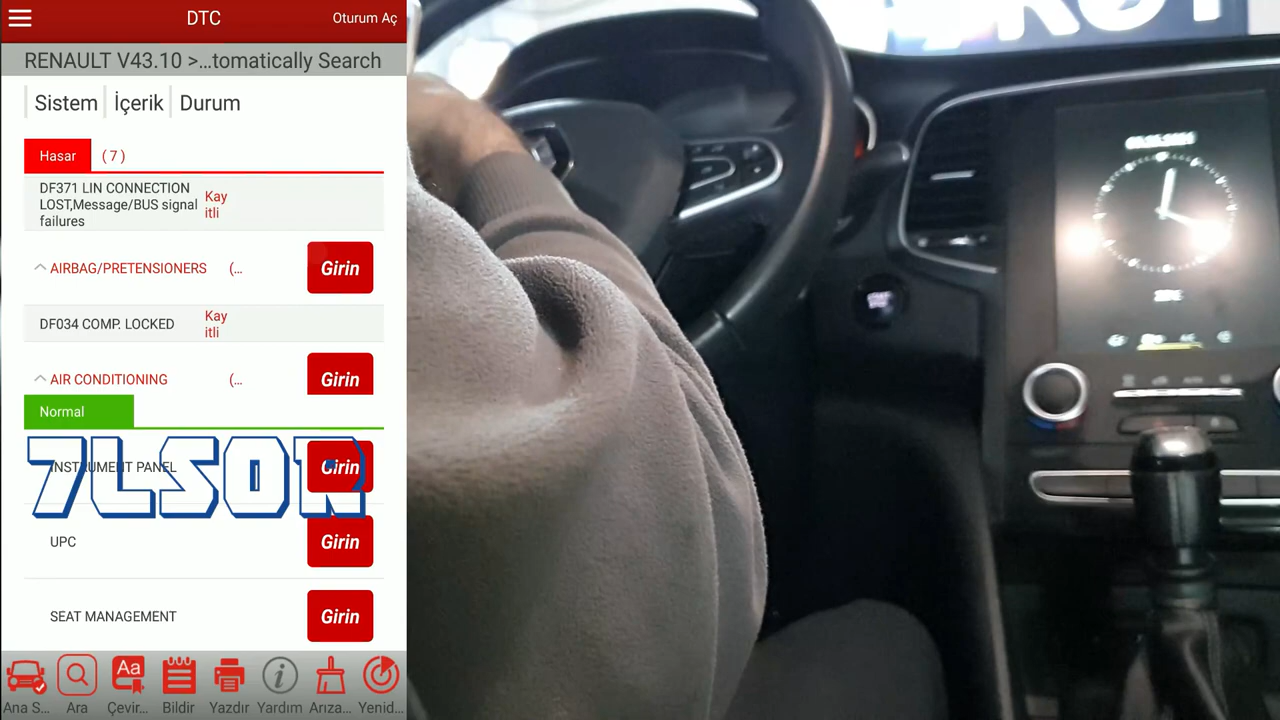 DTC
Oturum Aç
RENAULT V43.10 >...tomatically Search
Sistem
İçerik
Durum
Hasar
( 7 )
DF371 LIN CONNECTION
LOST,Message/BUS signal
failures
Kay
itli
AIRBAG/PRETENSIONERS
(...
Girin
DF034 COMP. LOCKED
Kay
itli
AIR CONDITIONING
(...
Girin
Normal
INSTRUMENT PANEL
Girin
7LSOR
UPC
Girin
SEAT MANAGEMENT
Girin
Ana S...
Ara
Çevir...
Bildir
Yazdır
Yardım
Arıza...
Yenid...